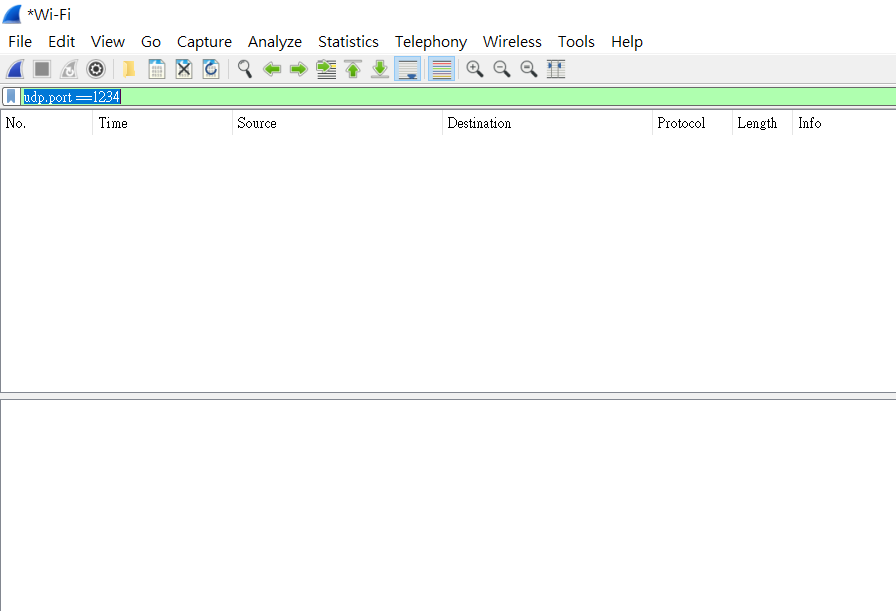 *Wi-Fi
File Edit View Go Capture Analyze Statistics Telephony Wireless Tools Help
udp.port ==1234
No. Time Source Destination Protocol Length Info